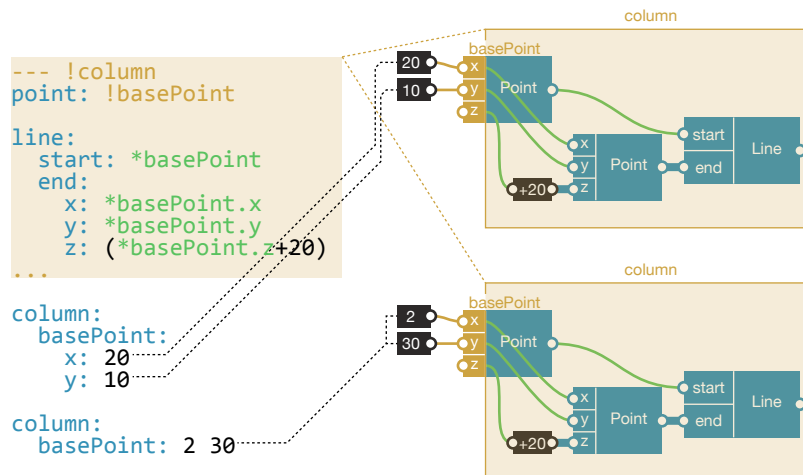 --- !column
point: !basePoint
line:
  start: *basePoint
  end:
    x: *basePoint.x
    y: *basePoint.y
    z: (*basePoint.z+20)
...
column:
  basePoint:
    x: 20
    y: 10
column:
  basePoint: 2 30
column
basePoint
20 x Point
10 y
z
start Line
end
x Point
y
+20 z
column
basePoint
2 x Point
30 y
z
start Line
end
x Point
y
+20 z